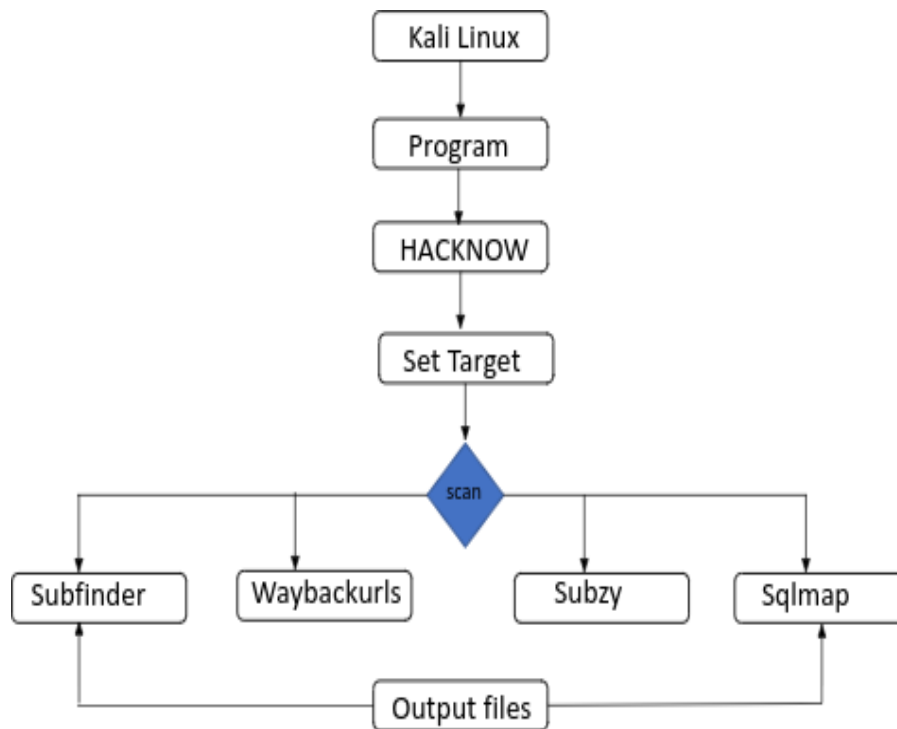 Kali Linux
Program
HACKNOW
Set Target
scan
Subfinder
Waybackurls
Subzy
Sqlmap
Output files